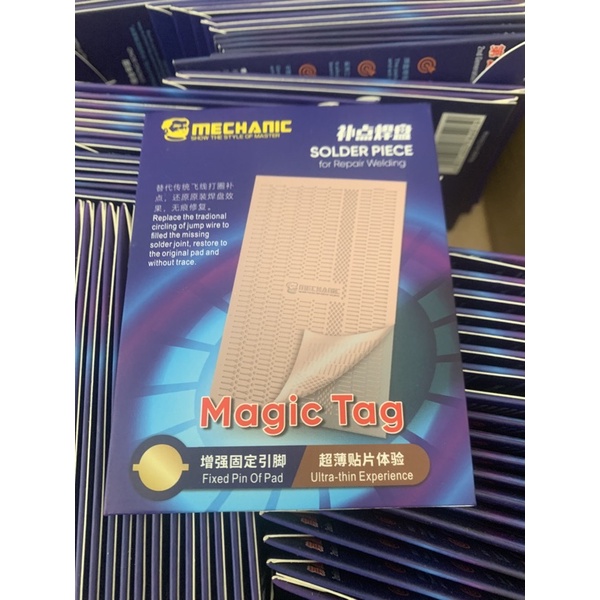 MECHANIC
SHOW THE STYLE OF MASTER
补点焊盘
SOLDER PIECE
for Repair Welding
替代传统飞线打圈补
点，还原原装焊盘效
果、无痕修复。
Replace the tradional
circling of jump wire to
filled the missing
solder joint, restore to
the original pad and
without trace.
MECHANIC
Magic Tag
增强固定引脚
Fixed Pin Of Pad
超薄贴片体验
Ultra-thin Experience